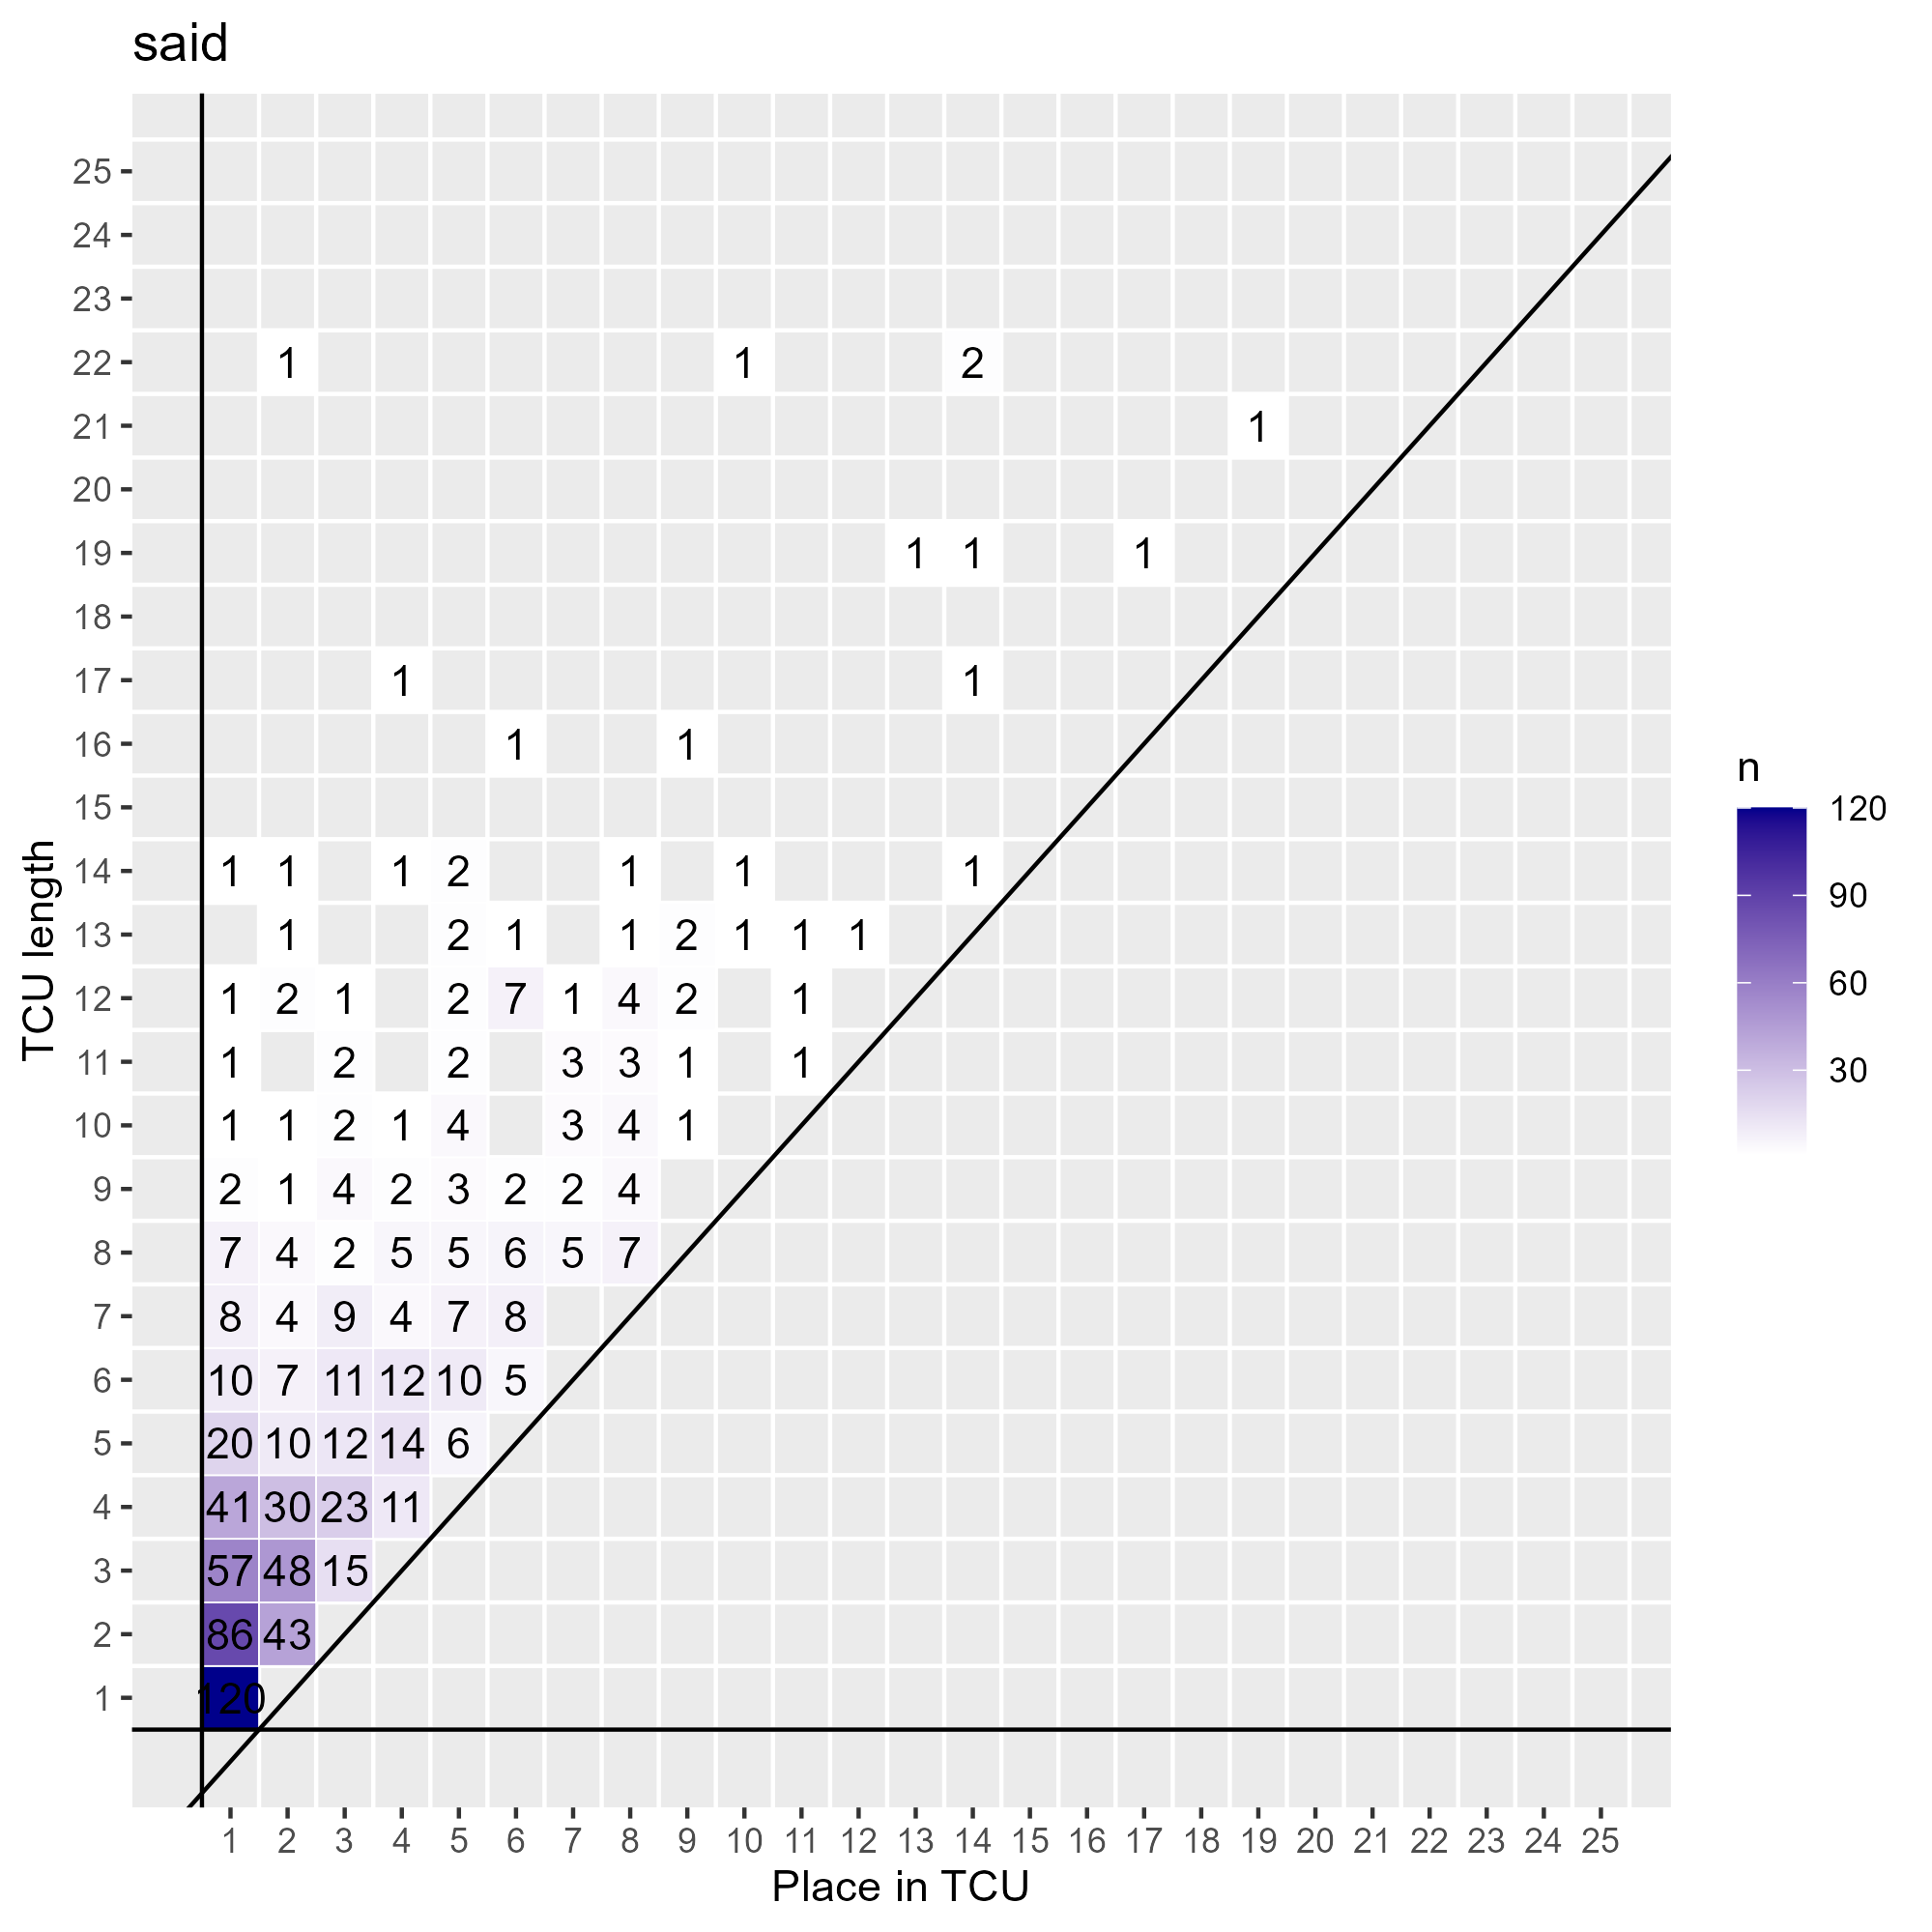 said
25
24
23
22 1 1 2
21 1
20
19 1 1 1
18
17 1 1
16 1 1
15
14 1 1 1 2 1 1 1
13 1 2 1 1 2 1 1 1
12 1 2 1 2 7 1 4 2 1
11 1 2 2 3 3 1 1
10 1 1 2 1 4 3 4 1
9 2 1 4 2 3 2 2 4
8 7 4 2 5 5 6 5 7
7 8 4 9 4 7 8
6 10 7 11 12 10 5
5 20 10 12 14 6
4 41 30 23 11
3 57 48 15
2 86 43
1 120
1 2 3 4 5 6 7 8 9 10 11 12 13 14 15 16 17 18 19 20 21 22 23 24 25
Place in TCU
TCU length
n
120
90
60
30